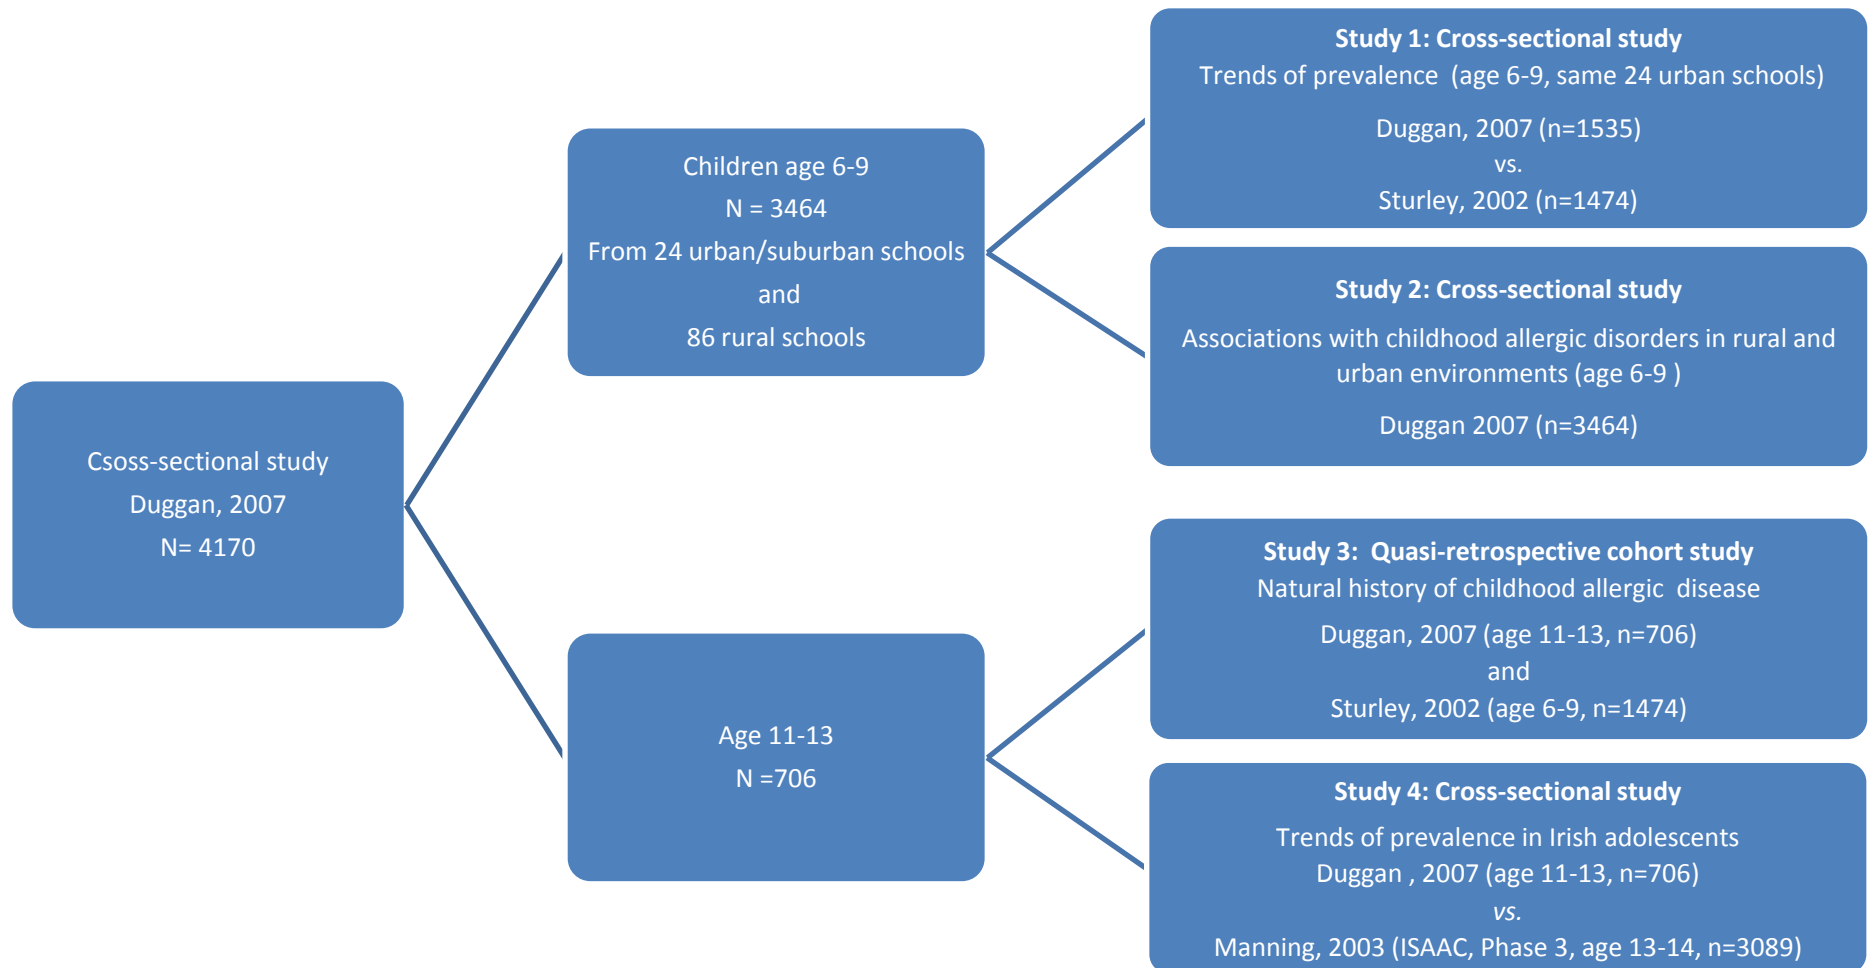 Csoss-sectional study
Duggan, 2007
N= 4170
Children age 6-9
N = 3464
From 24 urban/suburban schools
and
86 rural schools
Age 11-13
N =706
Study 1: Cross-sectional study
Trends of prevalence  (age 6-9, same 24 urban schools)
Duggan, 2007 (n=1535)
vs.
Sturley, 2002 (n=1474)
Study 2: Cross-sectional study
Associations with childhood allergic disorders in rural and
urban environments (age 6-9 )
Duggan 2007 (n=3464)
Study 3:  Quasi-retrospective cohort study
Natural history of childhood allergic  disease
Duggan, 2007 (age 11-13, n=706)
and
Sturley, 2002 (age 6-9, n=1474)
Study 4: Cross-sectional study
Trends of prevalence in Irish adolescents
Duggan , 2007 (age 11-13, n=706)
vs.
Manning, 2003 (ISAAC, Phase 3, age 13-14, n=3089)